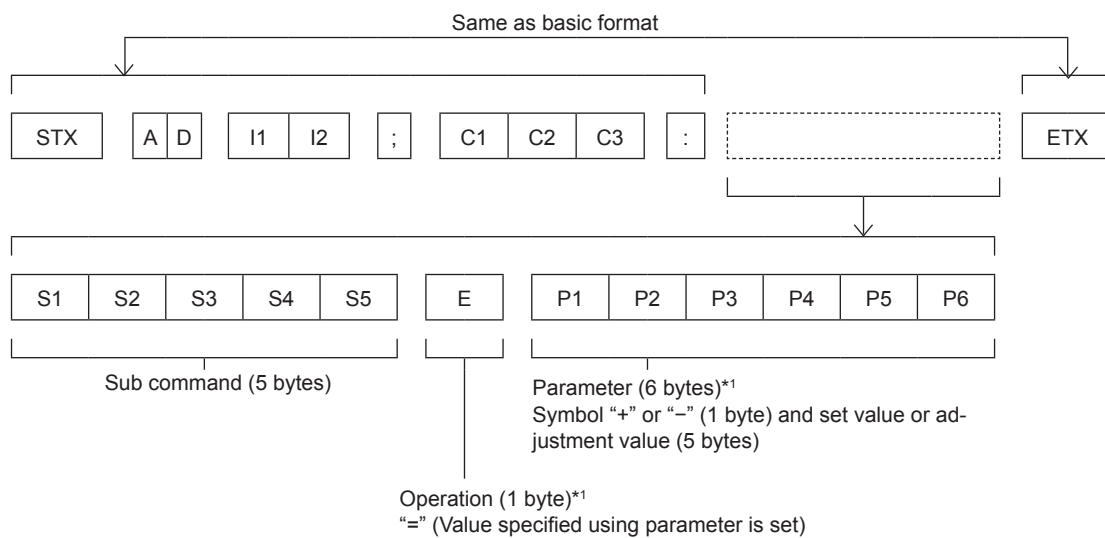 Same as basic format
STX A D I1 I2 ; C1 C2 C3 : ETX
S1 S2 S3 S4 S5 E P1 P2 P3 P4 P5 P6
Sub command (5 bytes)
Parameter (6 bytes)*1
Symbol “+” or “−” (1 byte) and set value or ad-
justment value (5 bytes)
Operation (1 byte)*1
“=” (Value specified using parameter is set)